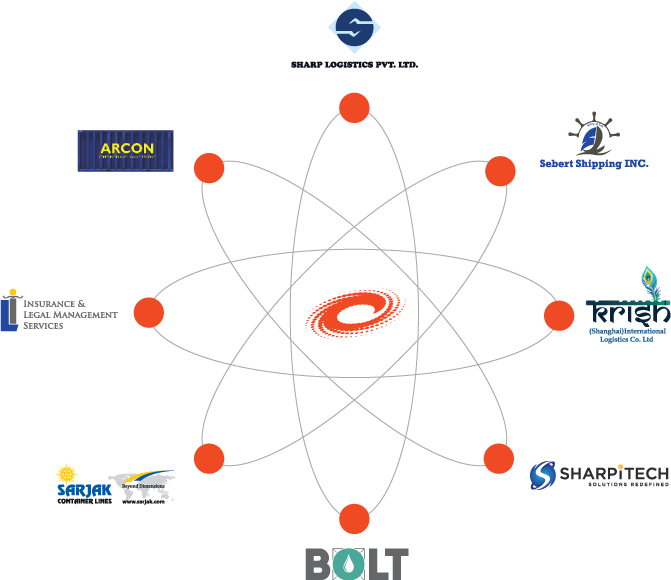 SHARP LOGISTICS PVT. LTD.
ARCON
Sebert Shipping INC.
INSURANCE &
LEGAL MANAGEMENT
SERVICES
Krish
(Shanghai)International
Logistics Co. Ltd
SARJAK
CONTAINER LINES
Beyond Dimensions
www.sarjak.com
SHARPiTECH
SOLUTIONS REDEFINED
BOLT